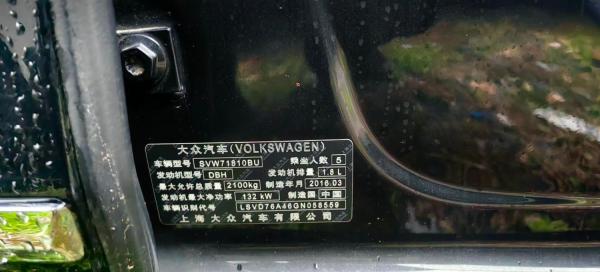 大众汽车(VOLKSWAGEN)
车辆型号 SVW71810BU 乘坐人数 5
发动机型号 DBH 发动机排量 1.8 L
最大允许总质量 2100kg 制造年月 2016.03
发动机最大净功率 132 kW 制造国 中国
车辆识别代号 LSVD76A46GN058559
上海大众汽车有限公司